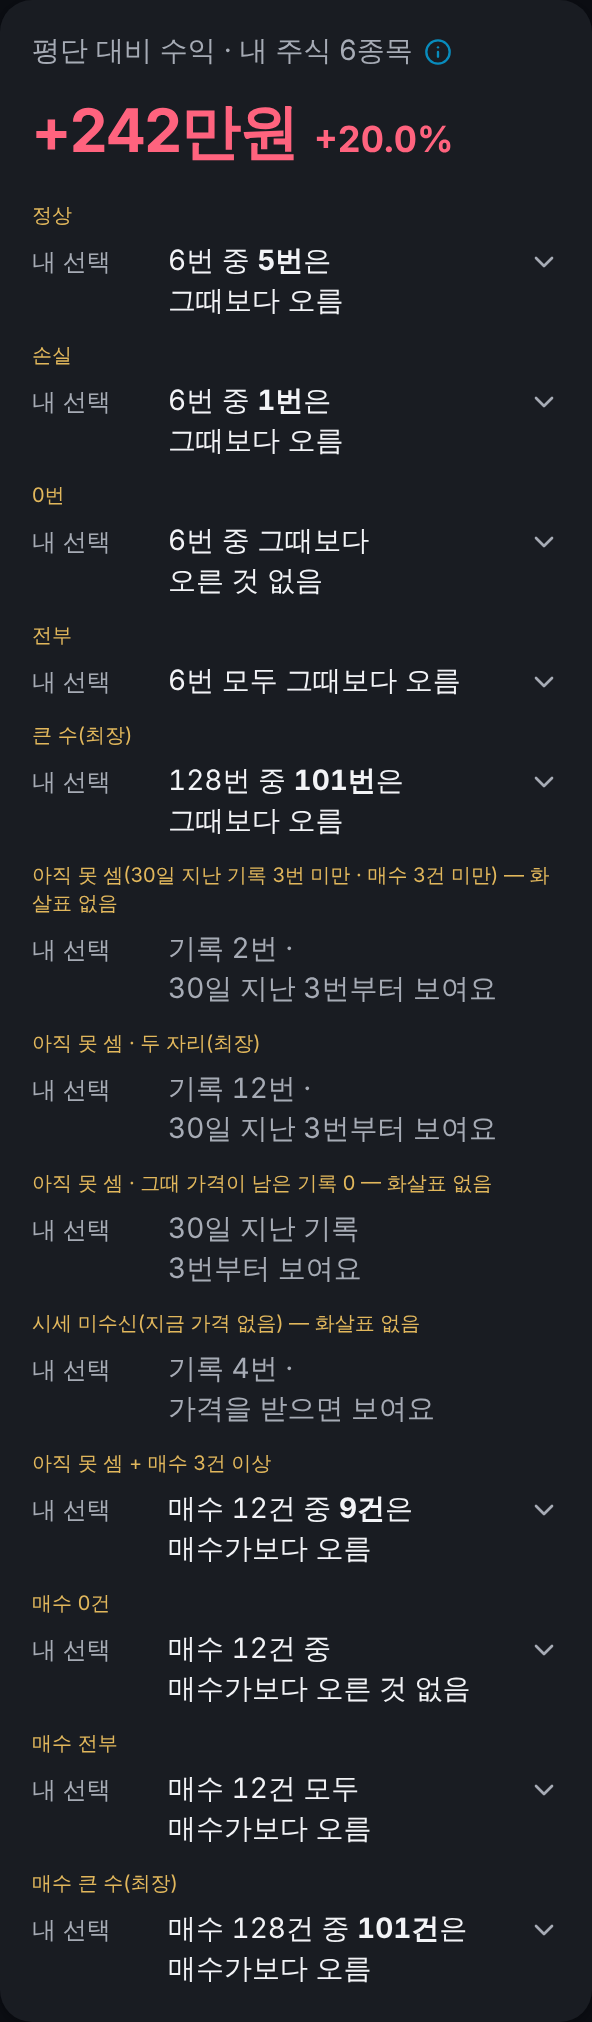 평단 대비 수익 · 내 주식 6종목
+242만원 +20.0%
정상
내 선택 6번 중 5번은
그때보다 오름
손실
내 선택 6번 중 1번은
그때보다 오름
0번
내 선택 6번 중 그때보다
오른 것 없음
전부
내 선택 6번 모두 그때보다 오름
큰 수(최장)
내 선택 128번 중 101번은
그때보다 오름
아직 못 셈(30일 지난 기록 3번 미만 · 매수 3건 미만) — 화
살표 없음
내 선택 기록 2번 ·
30일 지난 3번부터 보여요
아직 못 셈 · 두 자리(최장)
내 선택 기록 12번 ·
30일 지난 3번부터 보여요
아직 못 셈 · 그때 가격이 남은 기록 0 — 화살표 없음
내 선택 30일 지난 기록
3번부터 보여요
시세 미수신(지금 가격 없음) — 화살표 없음
내 선택 기록 4번 ·
가격을 받으면 보여요
아직 못 셈 + 매수 3건 이상
내 선택 매수 12건 중 9건은
매수가보다 오름
매수 0건
내 선택 매수 12건 중
매수가보다 오른 것 없음
매수 전부
내 선택 매수 12건 모두
매수가보다 오름
매수 큰 수(최장)
내 선택 매수 128건 중 101건은
매수가보다 오름